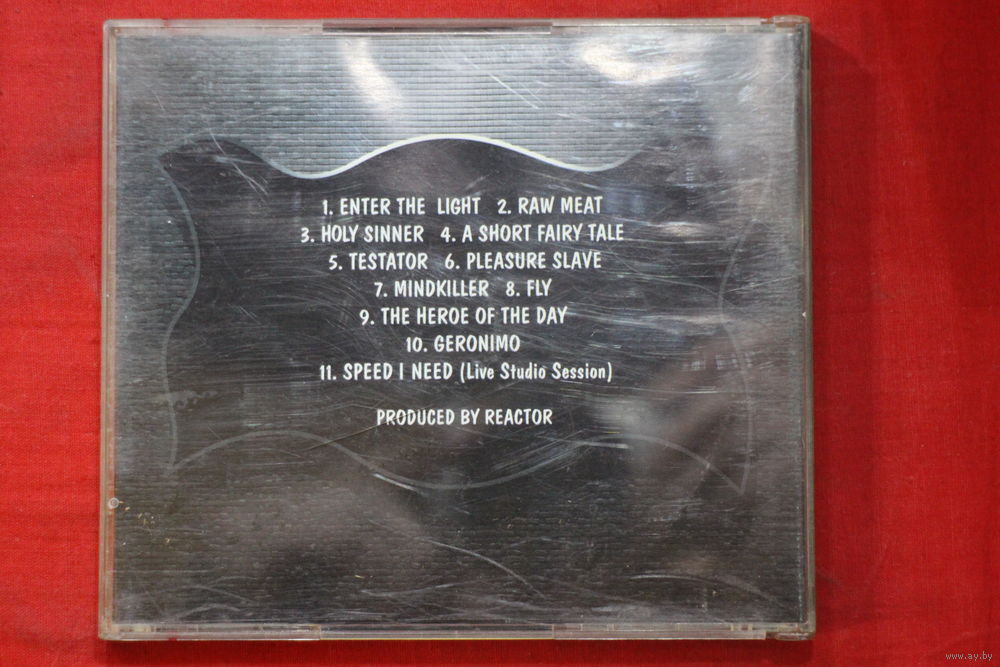 1. ENTER THE LIGHT 2. RAW MEAT
3. HOLY SINNER 4. A SHORT FAIRY TALE
5. TESTATOR 6. PLEASURE SLAVE
7. MINDKILLER 8. FLY
9. THE HEROE OF THE DAY
10. GERONIMO
11. SPEED I NEED (Live Studio Session)
PRODUCED BY REACTOR
www.ay.by